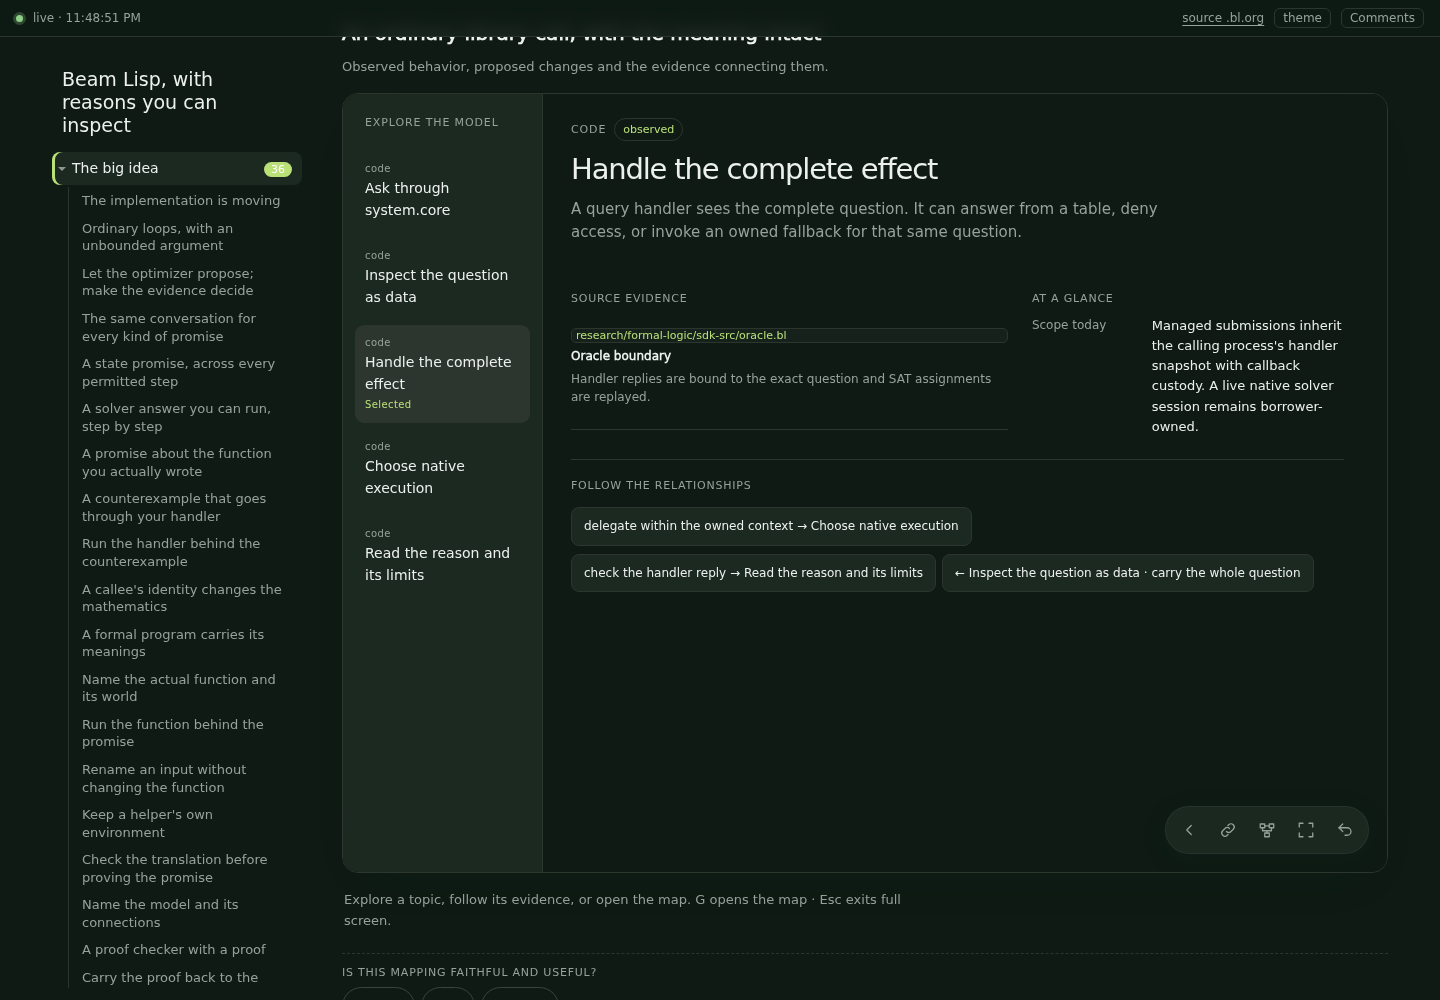 live · 11:48:51 PM
source .bl.org
theme
Comments
Beam Lisp, with
reasons you can
inspect
The big idea
36
The implementation is moving
Ordinary loops, with an
unbounded argument
Let the optimizer propose;
make the evidence decide
The same conversation for
every kind of promise
A state promise, across every
permitted step
A solver answer you can run,
step by step
A promise about the function
you actually wrote
A counterexample that goes
through your handler
Run the handler behind the
counterexample
A callee's identity changes the
mathematics
A formal program carries its
meanings
Name the actual function and
its world
Run the function behind the
promise
Rename an input without
changing the function
Keep a helper's own
environment
Check the translation before
proving the promise
Name the model and its
connections
A proof checker with a proof
Carry the proof back to the
An ordinary library call, with the meaning intact
Observed behavior, proposed changes and the evidence connecting them.
EXPLORE THE MODEL
code
Ask through
system.core
code
Inspect the question
as data
code
Handle the complete
effect
Selected
code
Choose native
execution
code
Read the reason and
its limits
CODE
observed
Handle the complete effect
A query handler sees the complete question. It can answer from a table, deny
access, or invoke an owned fallback for that same question.
SOURCE EVIDENCE
research/formal-logic/sdk-src/oracle.bl
Oracle boundary
Handler replies are bound to the exact question and SAT assignments
are replayed.
AT A GLANCE
Scope today
Managed submissions inherit
the calling process's handler
snapshot with callback
custody. A live native solver
session remains borrower-
owned.
FOLLOW THE RELATIONSHIPS
delegate within the owned context → Choose native execution
check the handler reply → Read the reason and its limits
← Inspect the question as data · carry the whole question
Explore a topic, follow its evidence, or open the map. G opens the map · Esc exits full
screen.
IS THIS MAPPING FAITHFUL AND USEFUL?